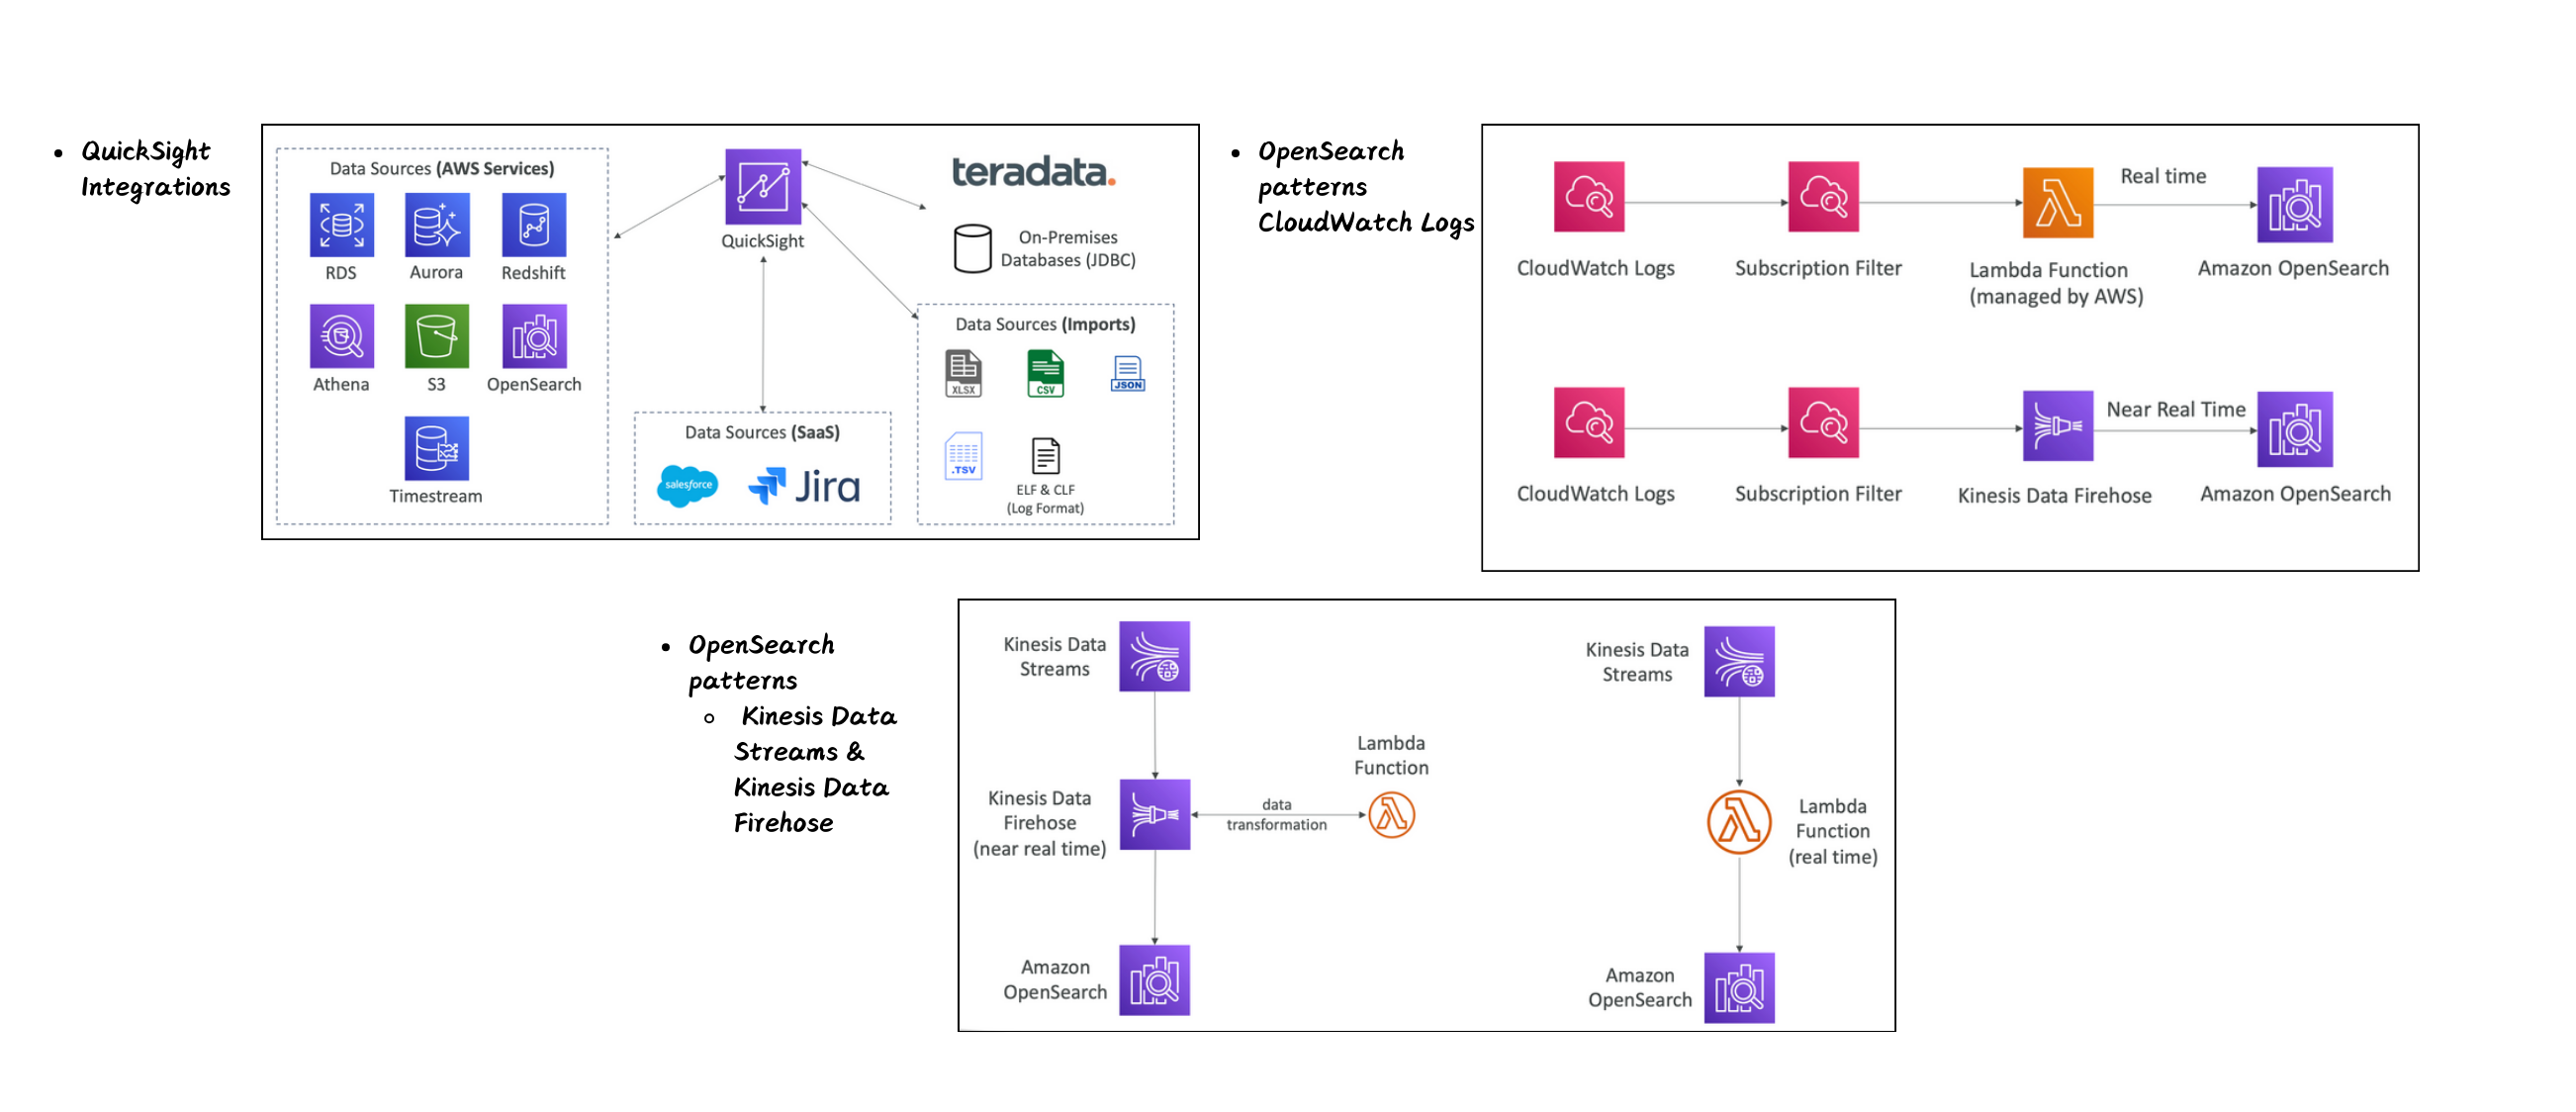 QuickSight
Integrations
Data Sources (AWS Services)
RDS
Aurora
Redshift
Athena
S3
OpenSearch
Timestream
QuickSight
teradata.
On-Premises
Databases (JDBC)
Data Sources (SaaS)
salesforce
Jira
Data Sources (Imports)
XLSX
CSV
JSON
.TSV
ELF & CLF
(Log Format)
OpenSearch
patterns
CloudWatch Logs
CloudWatch Logs
Subscription Filter
Lambda Function
(managed by AWS)
Real time
Amazon OpenSearch
CloudWatch Logs
Subscription Filter
Kinesis Data Firehose
Near Real Time
Amazon OpenSearch
OpenSearch
patterns
Kinesis Data
Streams &
Kinesis Data
Firehose
Kinesis Data
Streams
Kinesis Data
Firehose
(near real time)
data
transformation
Lambda
Function
Amazon
OpenSearch
Kinesis Data
Streams
Lambda
Function
(real time)
Amazon
OpenSearch